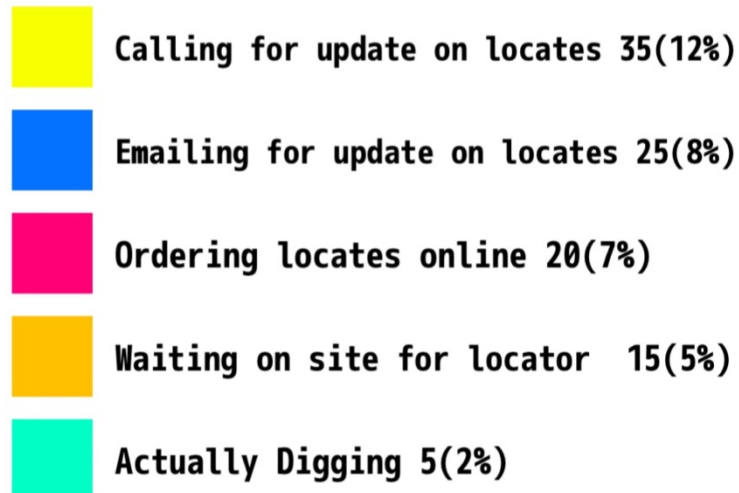 Calling for update on locates 35(12%)
Emailing for update on locates 25(8%)
Ordering locates online 20(7%)
Waiting on site for locator  15(5%)
Actually Digging 5(2%)